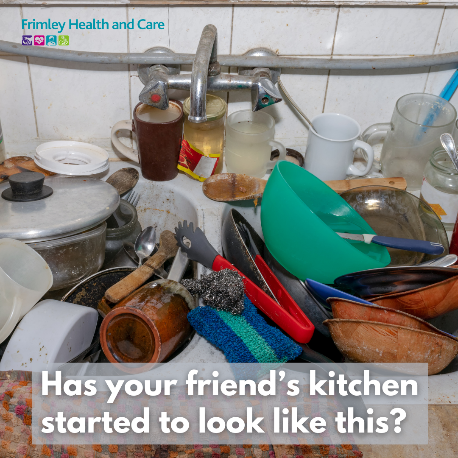 Frimley Health and Care
Has your friend's kitchen
started to look like this?